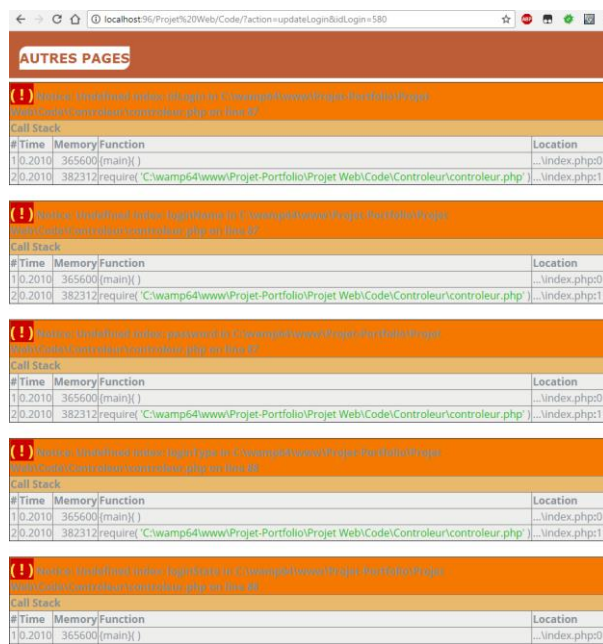 localhost:96/Projet%20Web/Code/?action=updateLogin&idLogin=580
AUTRES PAGES
( ! ) Notice: Undefined index: idLogin in C:\wamp64\www\Projet-Portfolio\Projet
Web\Code\Controleur\controleur.php on line 87
Call Stack
# Time Memory Function Location
1 0.2010 365600 {main}( ) ...\index.php:0
2 0.2010 382312 require( 'C:\wamp64\www\Projet-Portfolio\Projet Web\Code\Controleur\controleur.php' ) ...\index.php:1
( ! ) Notice: Undefined index: loginName in C:\wamp64\www\Projet-Portfolio\Projet
Web\Code\Controleur\controleur.php on line 87
Call Stack
# Time Memory Function Location
1 0.2010 365600 {main}( ) ...\index.php:0
2 0.2010 382312 require( 'C:\wamp64\www\Projet-Portfolio\Projet Web\Code\Controleur\controleur.php' ) ...\index.php:1
( ! ) Notice: Undefined index: password in C:\wamp64\www\Projet-Portfolio\Projet
Web\Code\Controleur\controleur.php on line 87
Call Stack
# Time Memory Function Location
1 0.2010 365600 {main}( ) ...\index.php:0
2 0.2010 382312 require( 'C:\wamp64\www\Projet-Portfolio\Projet Web\Code\Controleur\controleur.php' ) ...\index.php:1
( ! ) Notice: Undefined index: loginType in C:\wamp64\www\Projet-Portfolio\Projet
Web\Code\Controleur\controleur.php on line 88
Call Stack
# Time Memory Function Location
1 0.2010 365600 {main}( ) ...\index.php:0
2 0.2010 382312 require( 'C:\wamp64\www\Projet-Portfolio\Projet Web\Code\Controleur\controleur.php' ) ...\index.php:1
( ! ) Notice: Undefined index: loginState in C:\wamp64\www\Projet-Portfolio\Projet
Web\Code\Controleur\controleur.php on line 88
Call Stack
# Time Memory Function Location
1 0.2010 365600 {main}( ) ...\index.php:0